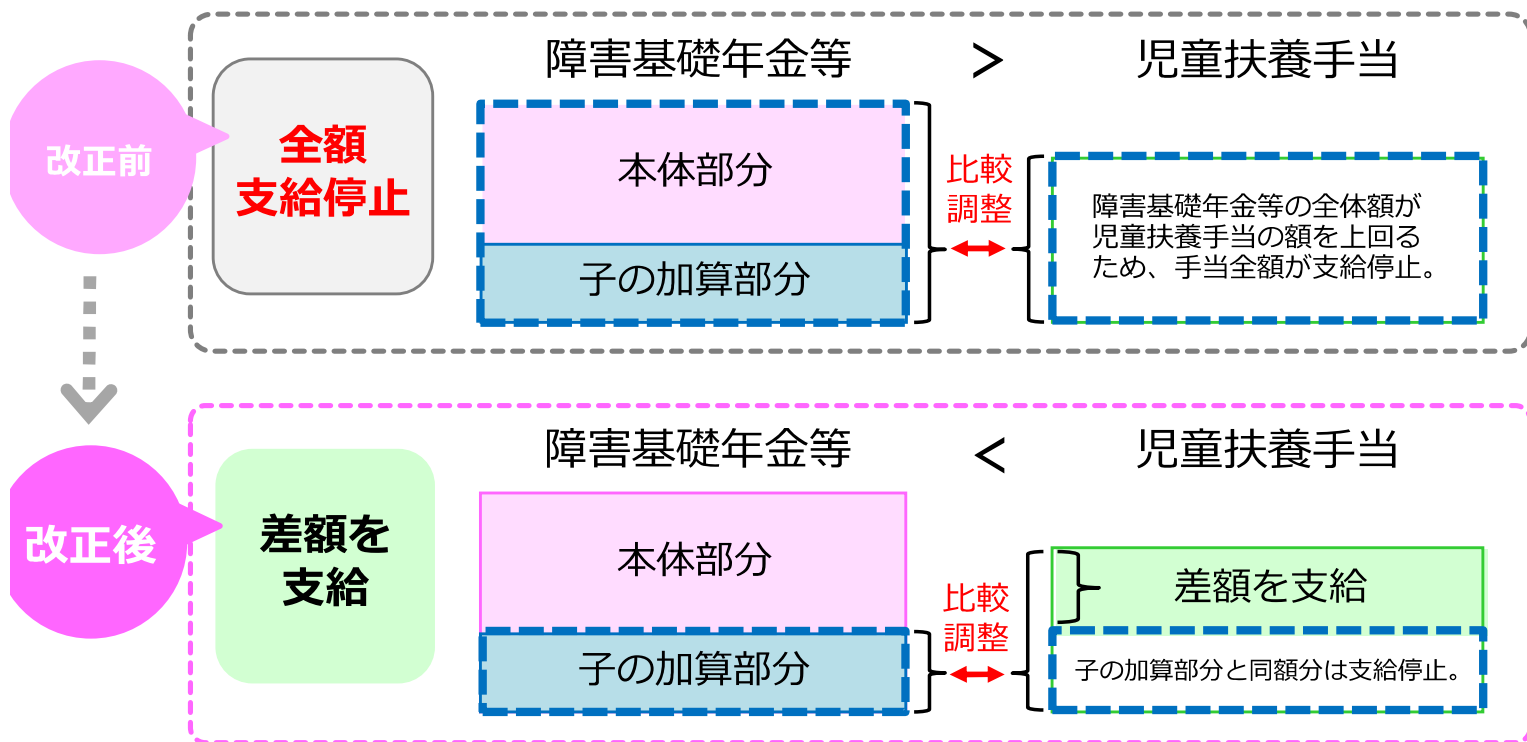 改正前
全額
支給停止
障害基礎年金等 > 児童扶養手当
本体部分
子の加算部分
比較
調整
障害基礎年金等の全体額が
児童扶養手当の額を上回る
ため、手当全額が支給停止。
改正後
差額を
支給
障害基礎年金等 < 児童扶養手当
本体部分
子の加算部分
比較
調整
差額を支給
子の加算部分と同額分は支給停止。